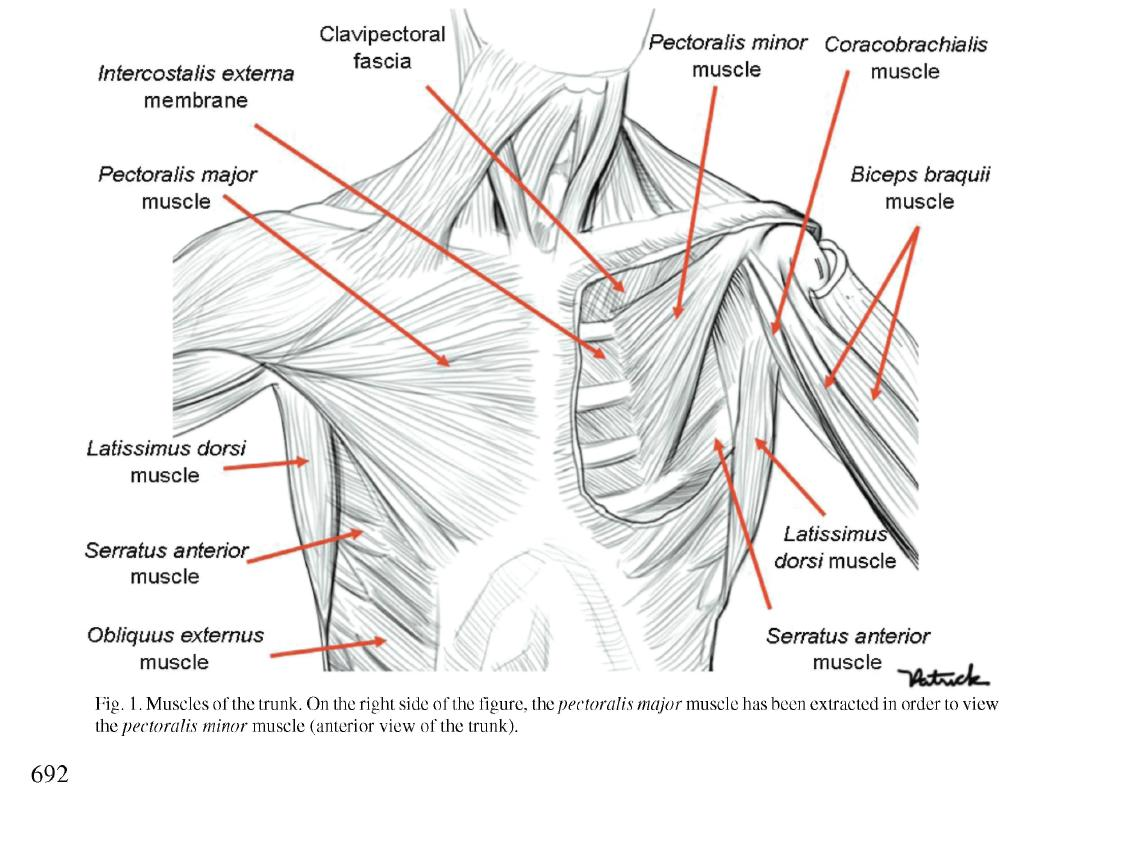 Clavipectoral
fascia
Pectoralis minor
muscle
Coracobrachialis
muscle
Intercostalis externa
membrane
Pectoralis major
muscle
Biceps braquii
muscle
Latissimus dorsi
muscle
Serratus anterior
muscle
Obliquus externus
muscle
Latissimus
dorsi muscle
Serratus anterior
muscle
Patrick
Fig. 1. Muscles of the trunk. On the right side of the figure, the pectoralis major muscle has been extracted in order to view
the pectoralis minor muscle (anterior view of the trunk).
692